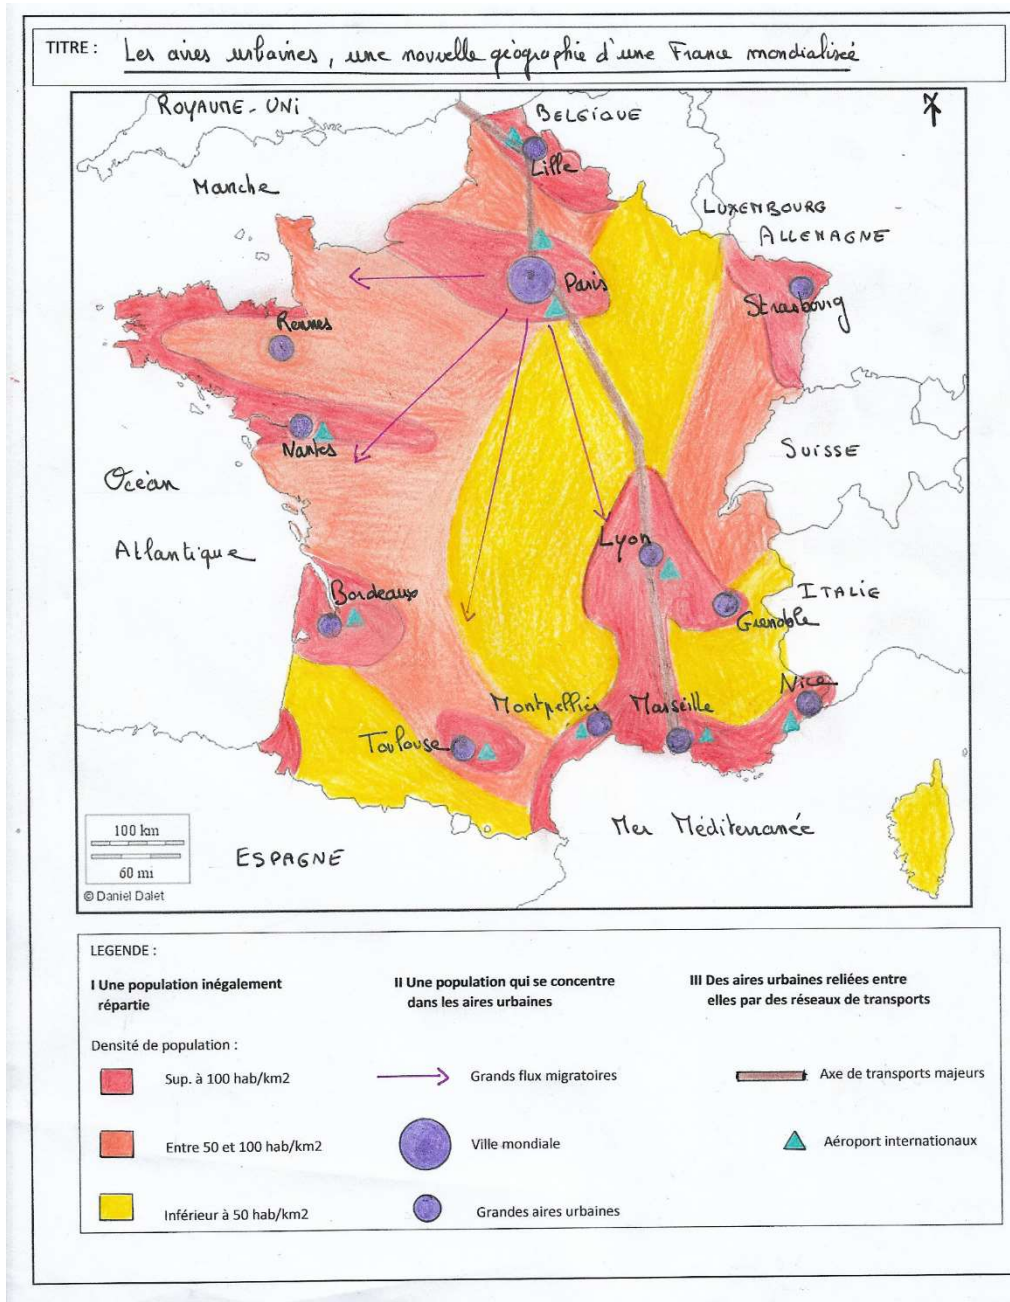 TITRE : Les aires urbaines, une nouvelle géographie d'une France mondialisée
ROYAUME-UNI
BELGIQUE
Lille
Manche
LUXEMBOURG
ALLEMAGNE
Paris
Strasbourg
Rennes
Nantes
SUISSE
Océan
Atlantique
Lyon
Bordeaux
ITALIE
Grenoble
Nice
Montpellier
Marseille
Toulouse
Mer Méditerranée
ESPAGNE
100 km
60 mi
© Daniel Dalet
LEGENDE :
I Une population inégalement
répartie
Densité de population :
Sup. à 100 hab/km2
Entre 50 et 100 hab/km2
Inférieur à 50 hab/km2
II Une population qui se concentre
dans les aires urbaines
Grands flux migratoires
Ville mondiale
Grandes aires urbaines
III Des aires urbaines reliées entre
elles par des réseaux de transports
Axe de transports majeurs
Aéroport internationaux